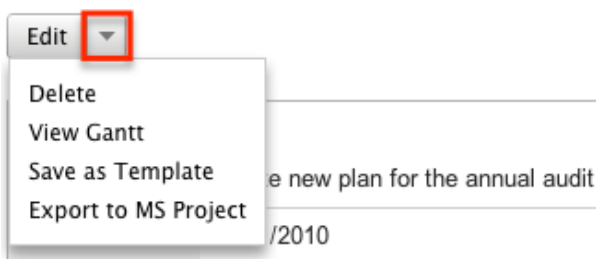 Edit
Delete
View Gantt
Save as Template
e new plan for the annual audit
Export to MS Project
/2010